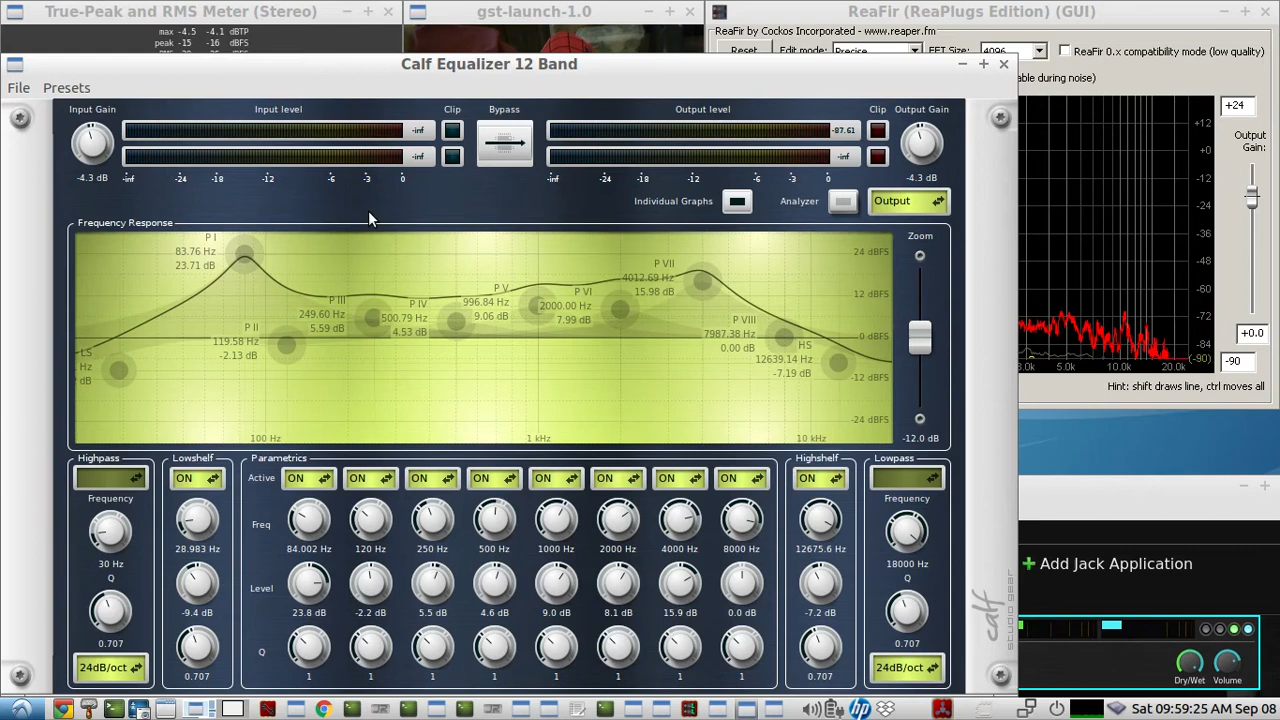 True-Peak and RMS Meter (Stereo)
gst-launch-1.0
ReaFir (ReaPlugs Edition) (GUI)
max -4.5 -4.1 dBTP
peak -15 -16 dBFS
ReaFir by Cockos Incorporated - www.reaper.fm
Reset Edit mode: Precise FFT Size: 4096 ReaFir 0.x compatibility mode (low quality)
Calf Equalizer 12 Band
able during noise)
File Presets
Input Gain Input level Clip Bypass Output level Clip Output Gain
-inf -87.61
-inf -inf
-4.3 dB -inf -24 -18 -12 -6 -3 0 -inf -24 -18 -12 -6 -3 0 -4.3 dB
Individual Graphs Analyzer Output
Frequency Response
Zoom
P I
83.76 Hz
23.71 dB
P II
119.58 Hz
-2.13 dB
P III
249.60 Hz
5.59 dB
P IV
500.79 Hz
4.53 dB
P V
996.84 Hz
9.06 dB
P VI
2000.00 Hz
7.99 dB
P VII
4012.69 Hz
15.98 dB
P VIII
7987.38 Hz
0.00 dB
HS
12639.14 Hz
-7.19 dB
LS
Hz
dB
24 dBFS
12 dBFS
0 dBFS
-12 dBFS
-24 dBFS
100 Hz 1 kHz 10 kHz
-12.0 dB
+24
Output
Gain:
+0.0
-90
-12
-0
-12
-24
-36
-48
-60
-72
-84
(-90)
3.0k 5.0k 10.0k 20.0k
Hint: shift draws line, ctrl moves all
Highpass Lowshelf Parametrics Highshelf Lowpass
ON Active ON ON ON ON ON ON ON ON ON
Frequency Frequency
Freq
30 Hz 28.983 Hz 84.002 Hz 120 Hz 250 Hz 500 Hz 1000 Hz 2000 Hz 4000 Hz 8000 Hz 12675.6 Hz 18000 Hz
Q Level Q
-9.4 dB 23.8 dB -2.2 dB 5.5 dB 4.6 dB 9.0 dB 8.1 dB 15.9 dB 0.0 dB -7.2 dB
0.707 Q 0.707
24dB/oct 0.707 1 1 1 1 1 1 1 1 0.707 24dB/oct
calf
studio gear
Add Jack Application
Dry/Wet Volume
hp
Sat 09:59:25 AM Sep 08